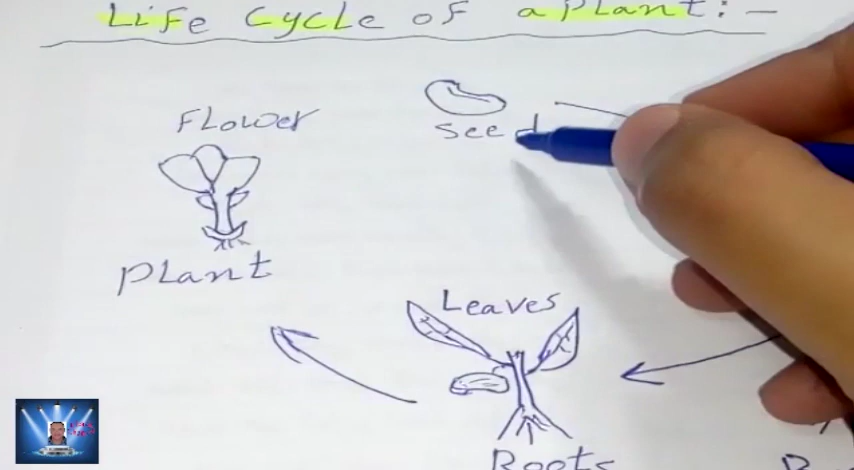 Life Cycle of a Plant:-
Flower
seed
Plant
Leaves
Roots